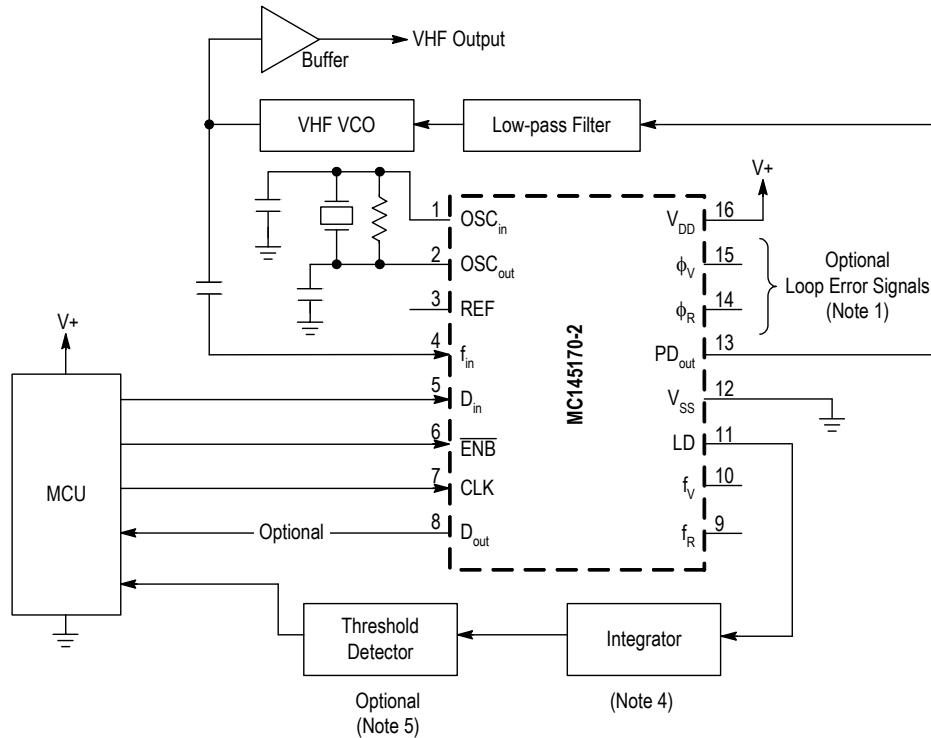 VHF Output
Buffer
VHF VCO
Low-pass Filter
V+
1
OSCin
VDD
16
2
OSCout
ϕV
15
Optional
Loop Error Signals
(Note 1)
3
REF
ϕR
14
V+
4
fin
PDout
13
MC145170-2
5
Din
VSS
12
6
ENB
LD
11
MCU
7
CLK
fV
10
Optional
8
Dout
fR
9
Threshold
Detector
Integrator
Optional
(Note 5)
(Note 4)